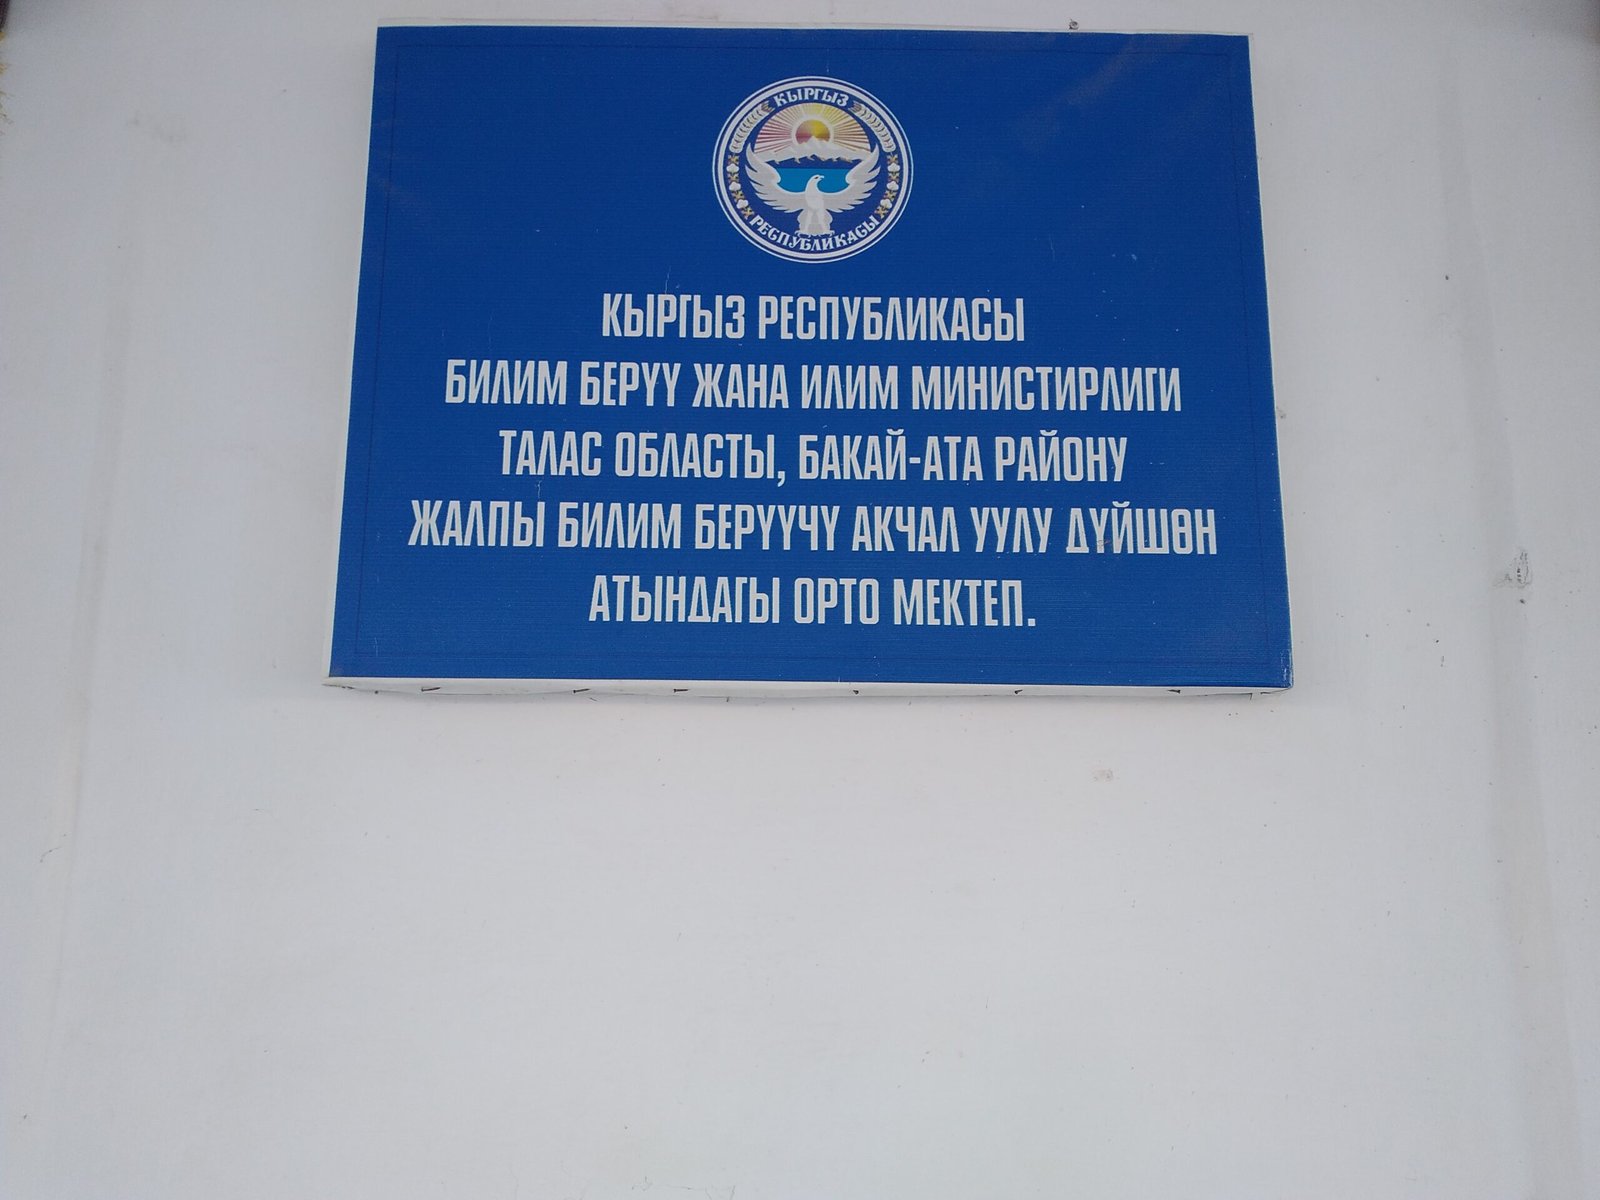 КЫРГЫЗ
РЕСПУБЛИКАСЫ
КЫРГЫЗ РЕСПУБЛИКАСЫ
БИЛИМ БЕРҮҮ ЖАНА ИЛИМ МИНИСТИРЛИГИ
ТАЛАС ОБЛАСТЫ, БАКАЙ-АТА РАЙОНУ
ЖАЛПЫ БИЛИМ БЕРҮҮЧҮ АКЧАЛ УУЛУ ДҮЙШӨН
АТЫНДАГЫ ОРТО МЕКТЕП.